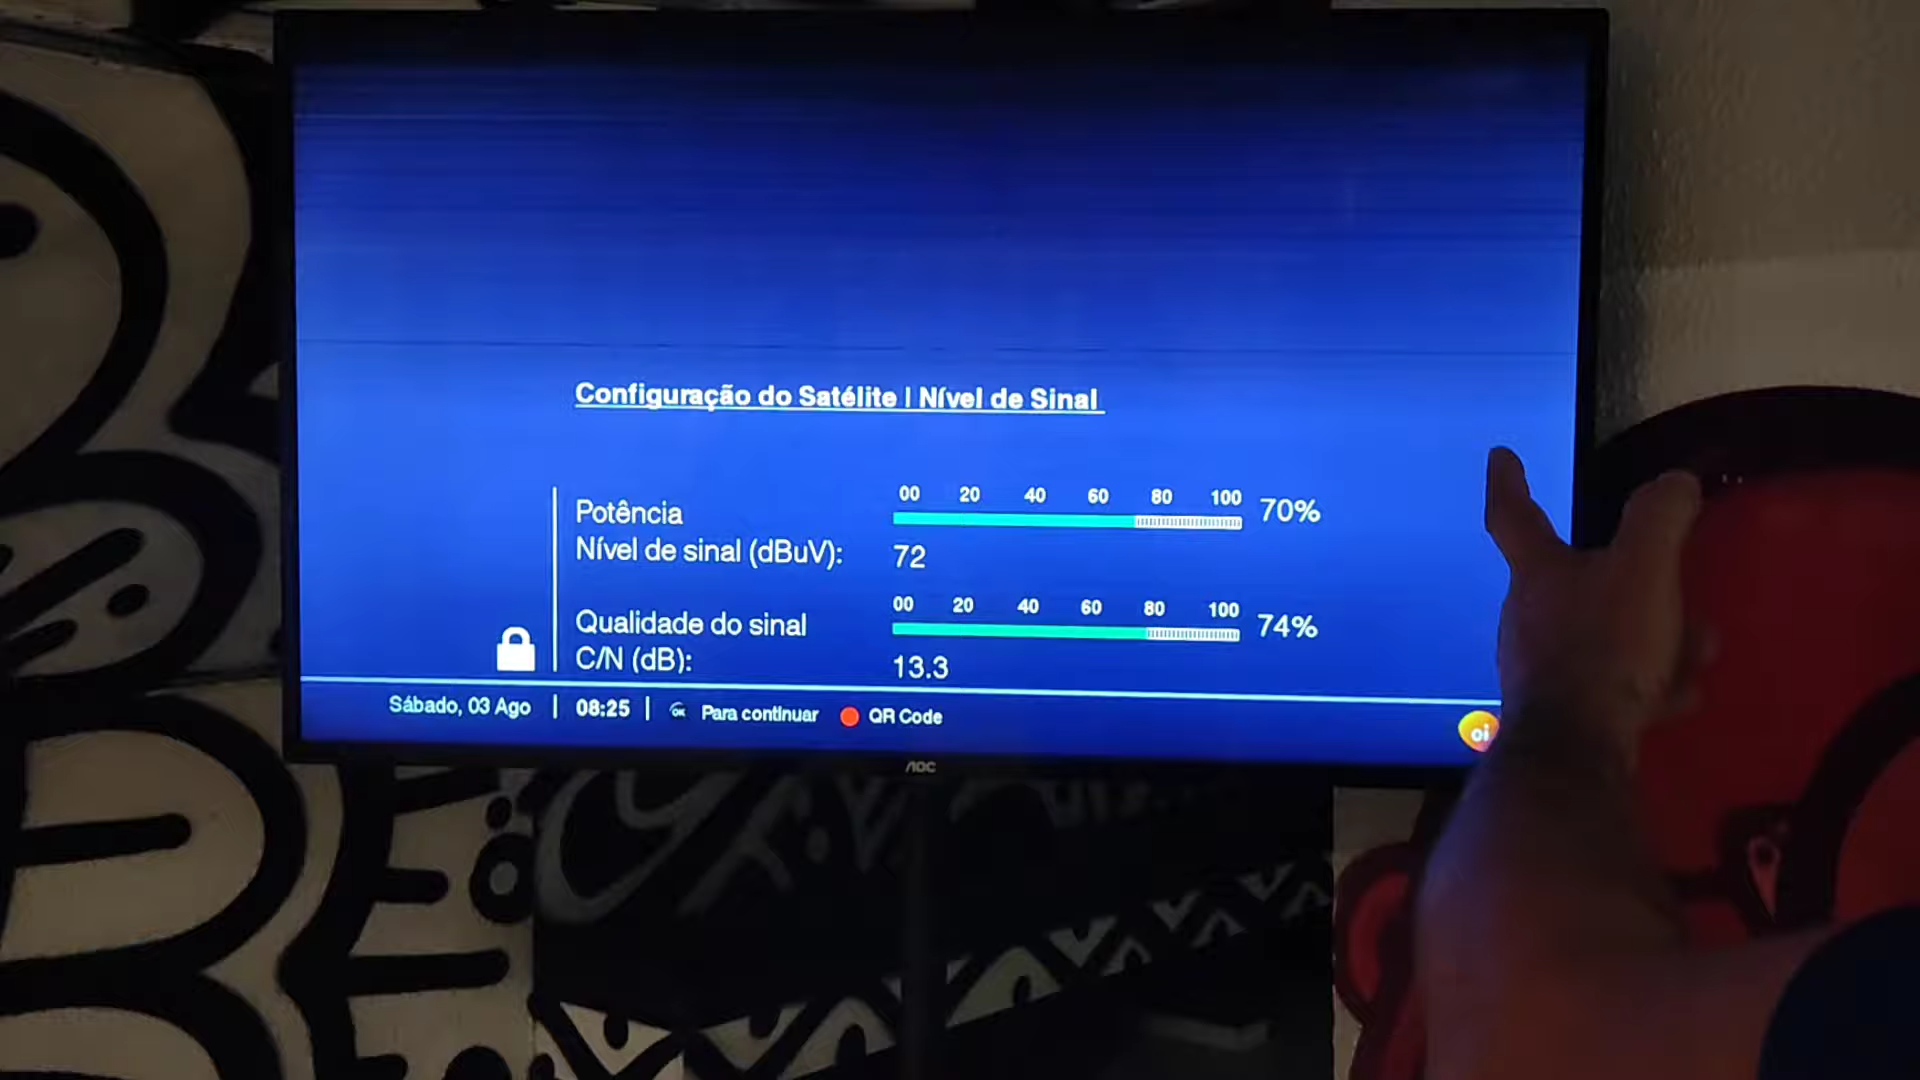 Configuração do Satélite | Nível de Sinal
00 20 40 60 80 100
Potência 70%
Nível de sinal (dBuV): 72
00 20 40 60 80 100
Qualidade do sinal 74%
C/N (dB): 13.3
Sábado, 03 Ago | 08:25 | OK Para continuar QR Code
oi
AOC